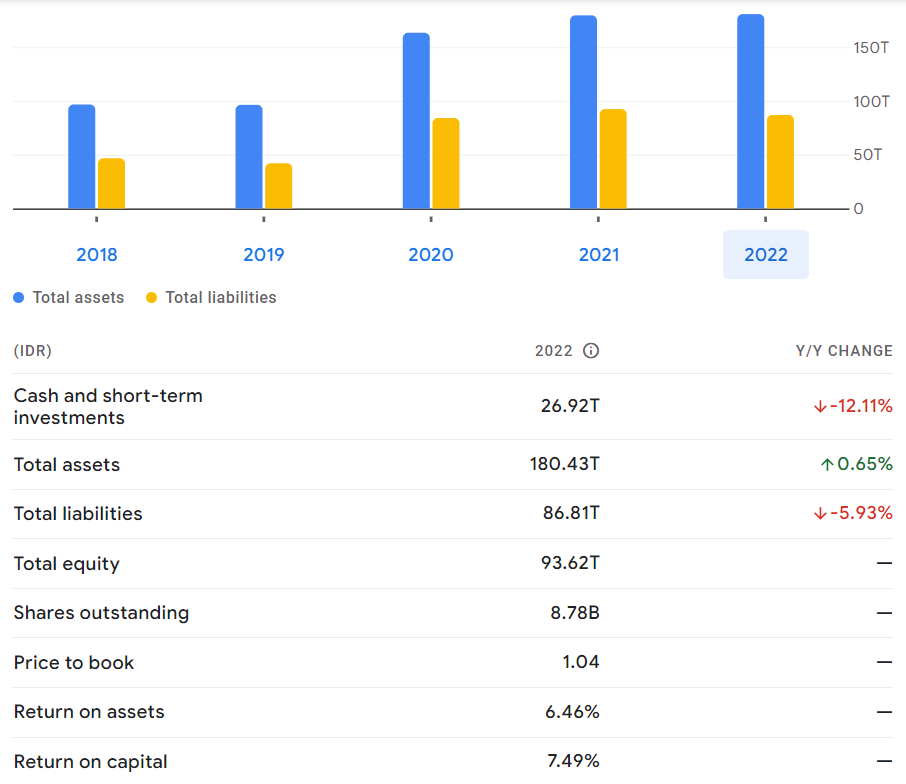 150T
100T
50T
0
2018 2019 2020 2021 2022
Total assets Total liabilities
(IDR) 2022 Y/Y CHANGE
Cash and short-term
investments 26.92T ↓-12.11%
Total assets 180.43T ↑0.65%
Total liabilities 86.81T ↓-5.93%
Total equity 93.62T —
Shares outstanding 8.78B —
Price to book 1.04 —
Return on assets 6.46% —
Return on capital 7.49% —